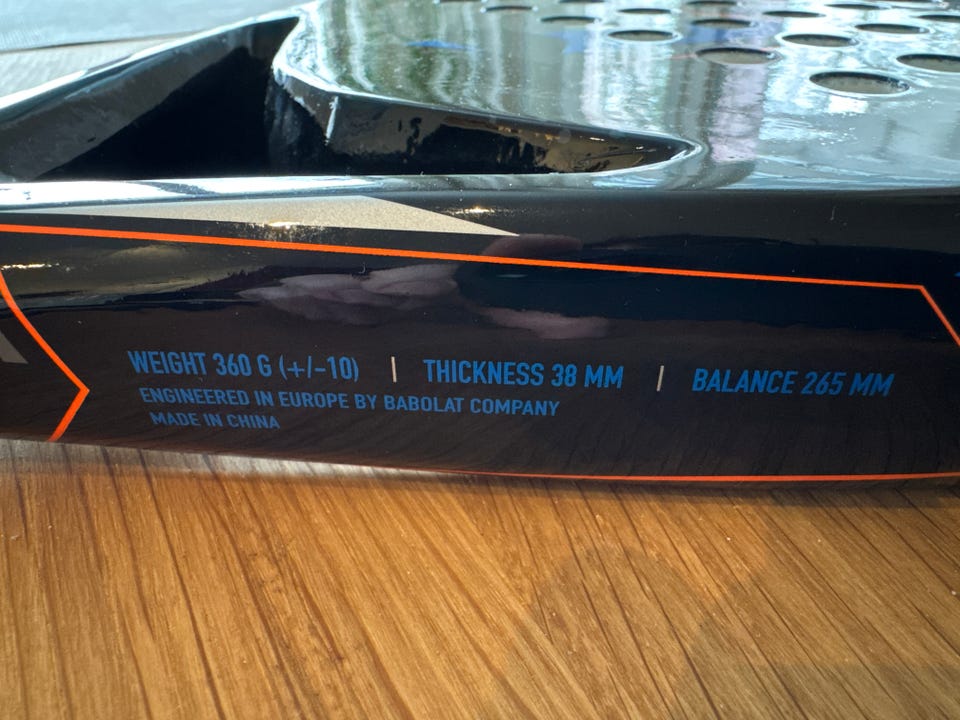 WEIGHT 360 G (+/-10) | THICKNESS 38 MM | BALANCE 265 MM
ENGINEERED IN EUROPE BY BABOLAT COMPANY
MADE IN CHINA